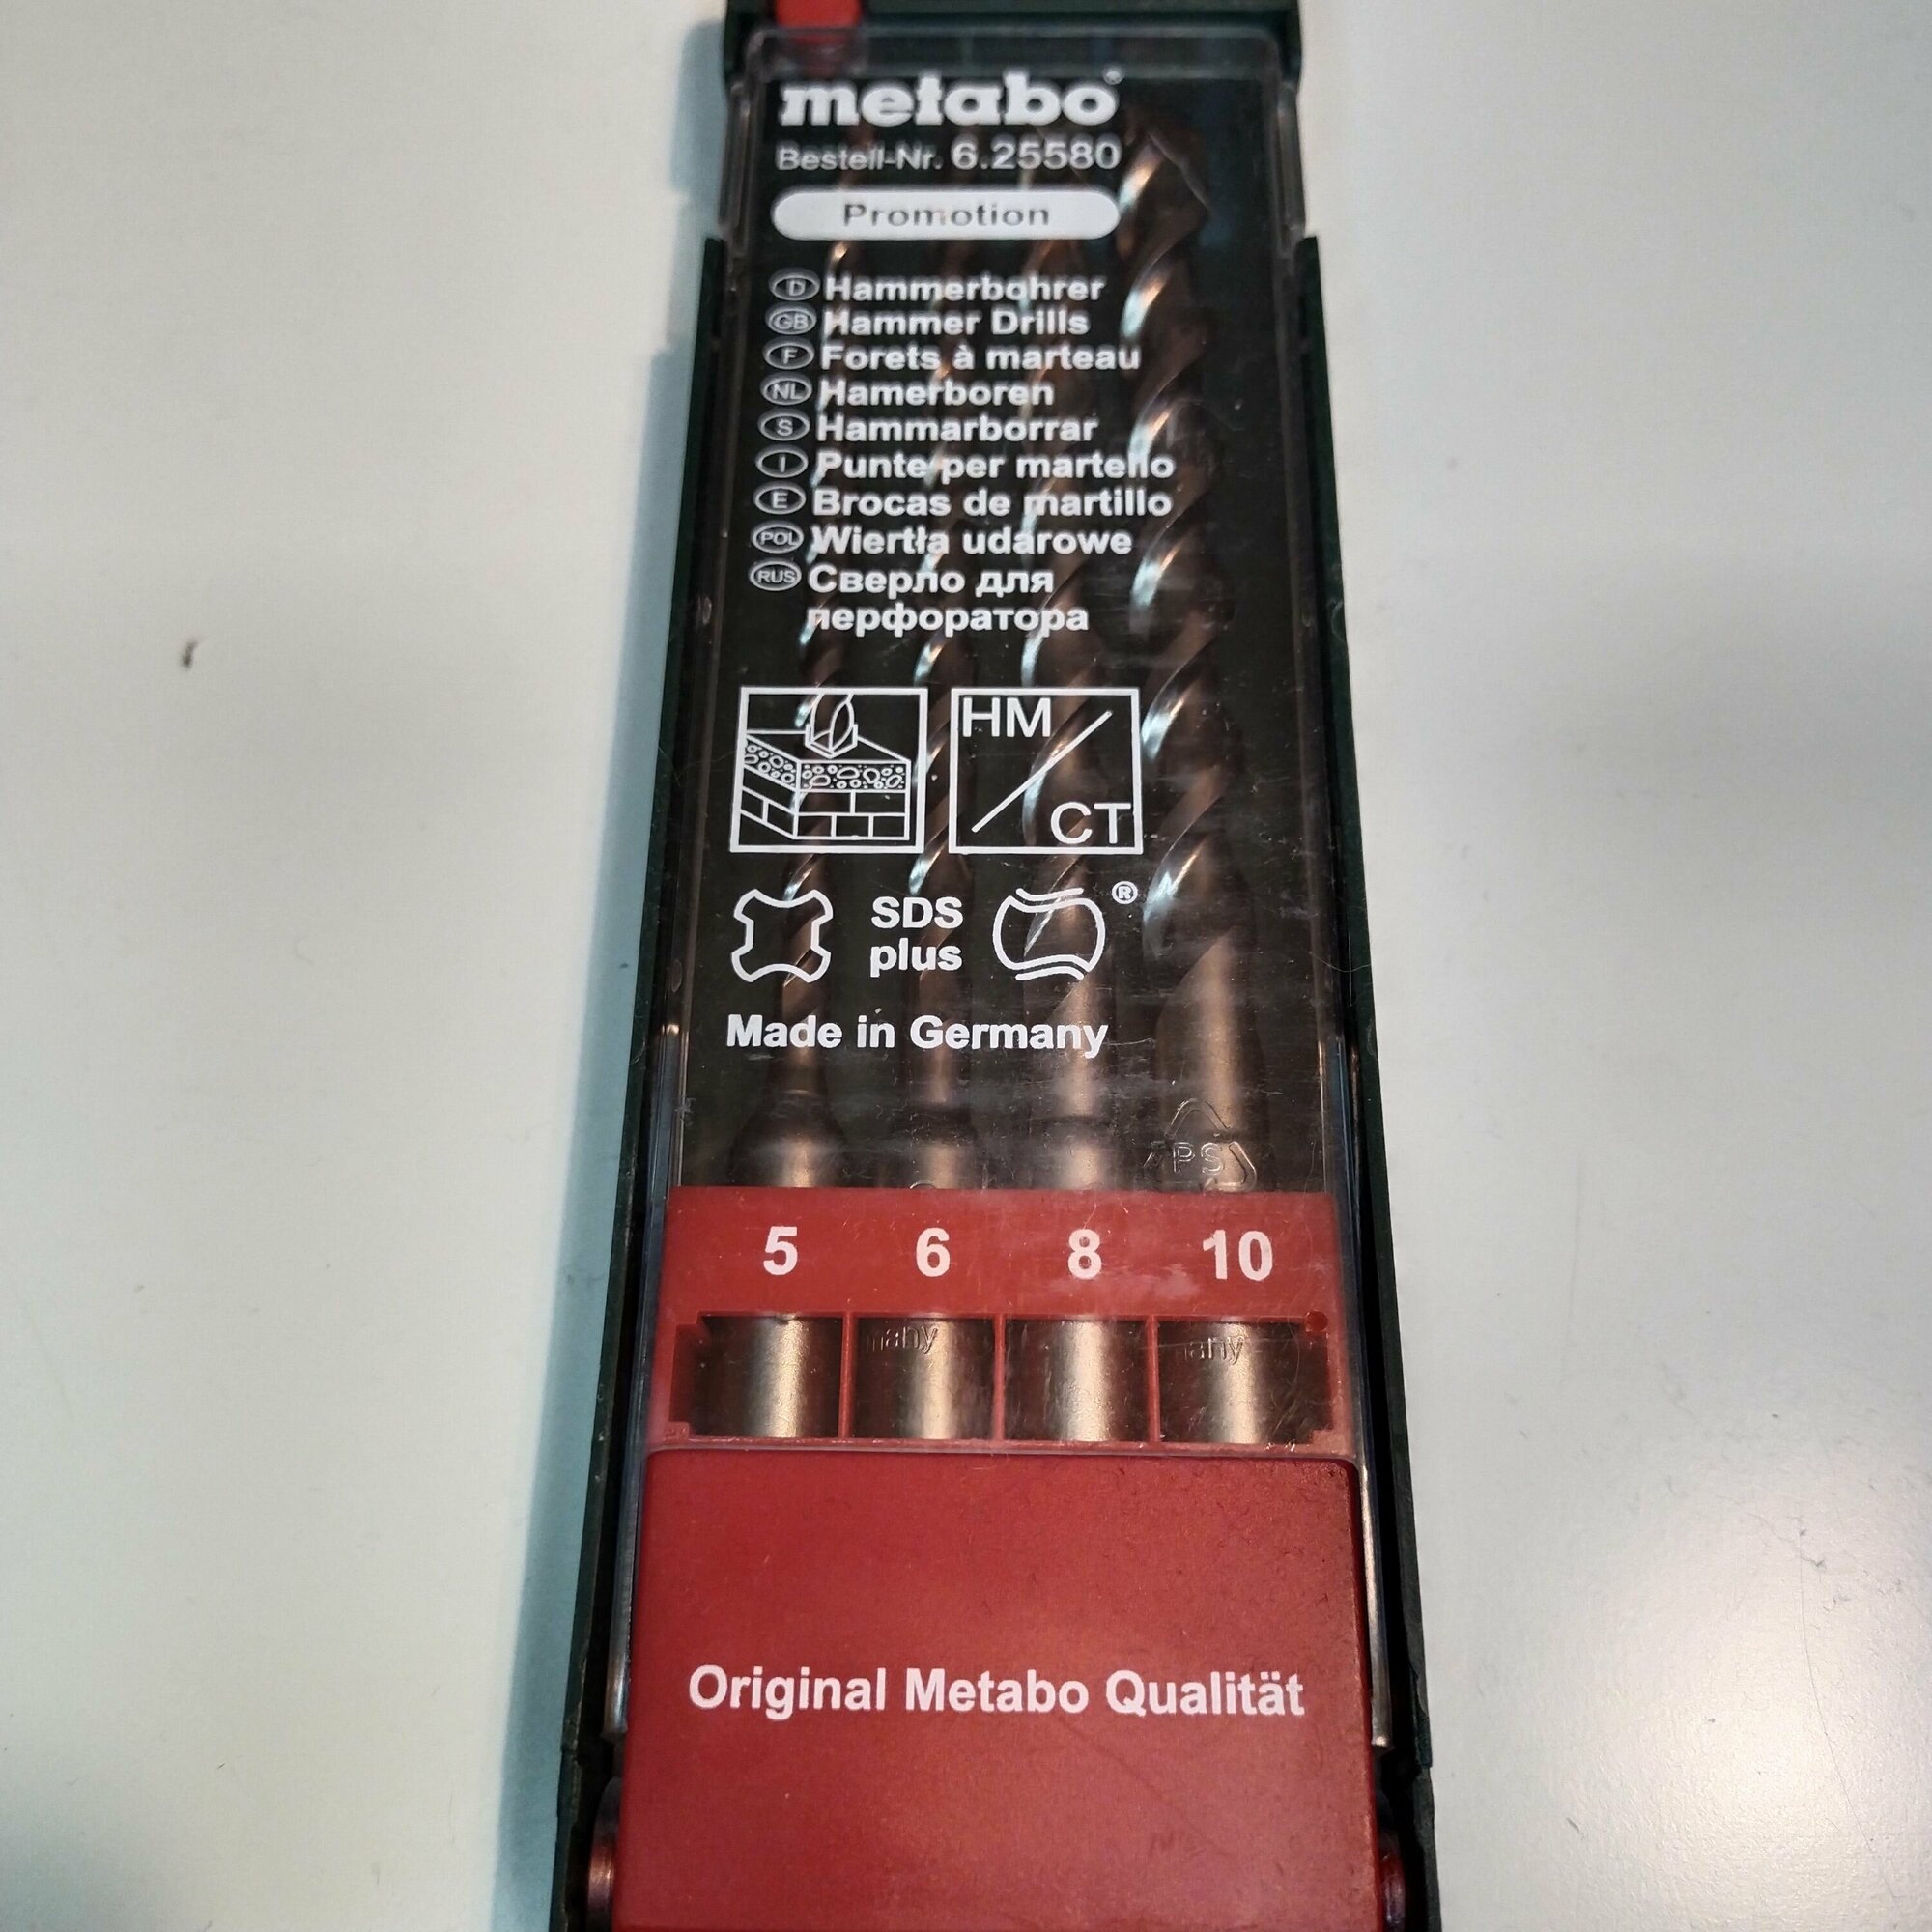 metabo®
Bestell-Nr. 6.25580
Promotion
D Hammerbohrer
GB Hammer Drills
F Forets à marteau
NL Hamerboren
S Hammarborrar
I Punte per martello
E Brocas de martillo
POL Wiertła udarowe
RUS Сверло для
перфоратора
HM
CT
SDS
plus
®
Made in Germany
PS
5 6 8 10
any any
Original Metabo Qualität